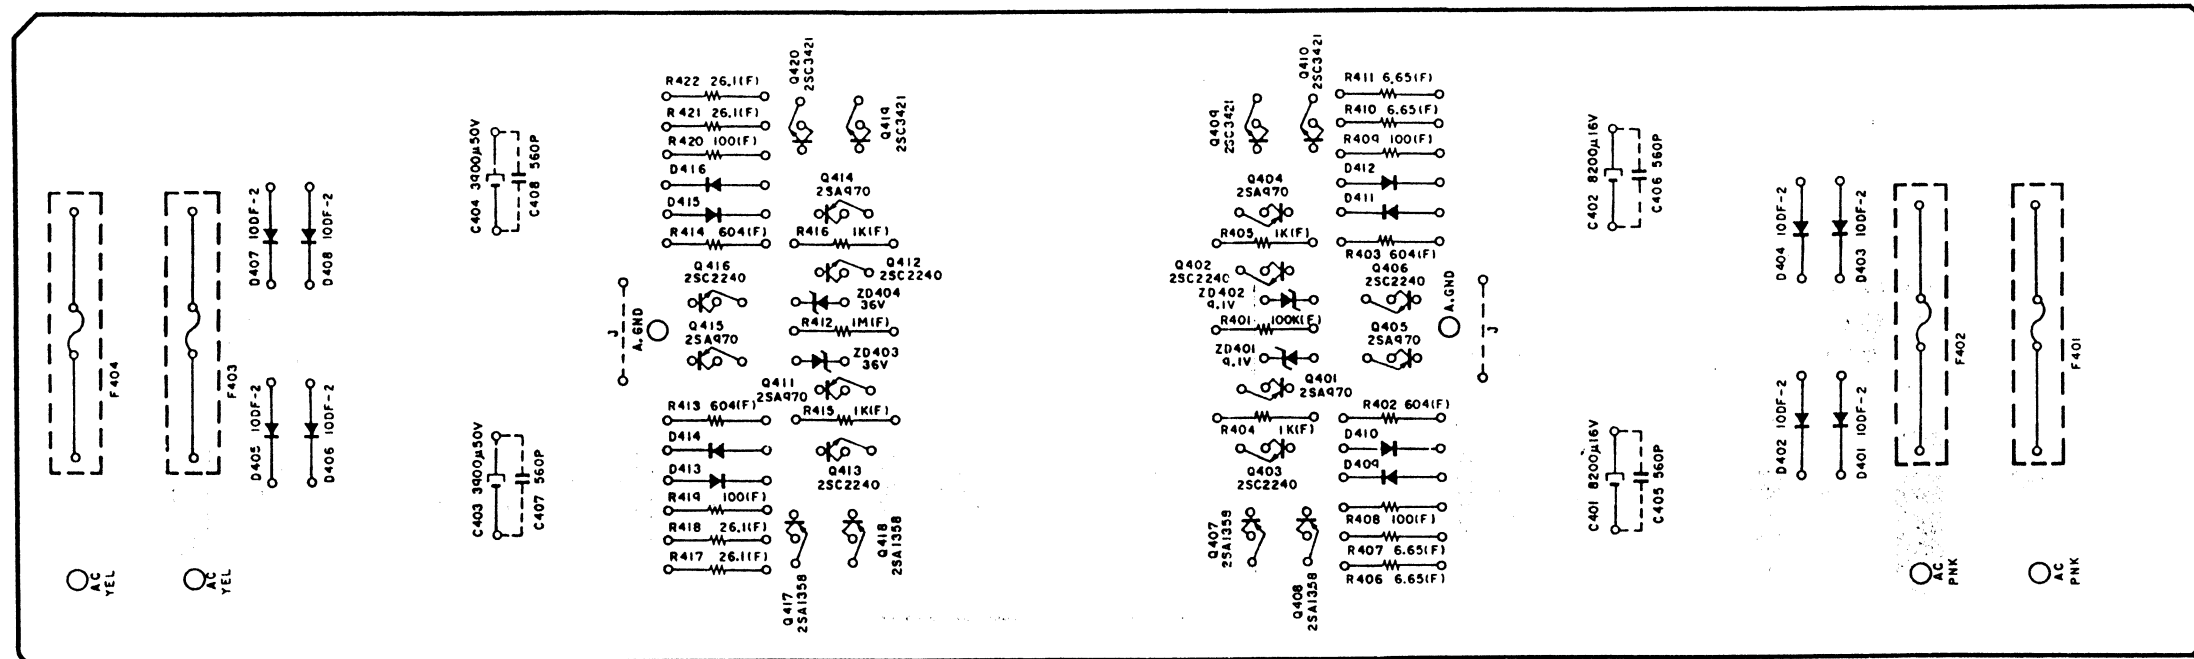 F404
AC
YEL
F403
AC
YEL
D407 10DF-2
D408 10DF-2
D405 10DF-2
D406 10DF-2
C404 3900μ50V
C408 560P
C403 3900μ50V
C407 560P
J
A.GND
R422 26.1(F)
R421 26.1(F)
R420 100(F)
D416
D415
R414 604(F)
Q416
2SC2240
Q415
2SA970
R413 604(F)
D414
D413
R419 100(F)
R418 26.1(F)
R417 26.1(F)
Q420
2SC3421
Q419
2SC3421
Q414
2SA970
R416 1K(F)
Q412
2SC2240
ZD404
36V
R412 1M(F)
ZD403
36V
Q411
2SA970
R415 1K(F)
Q413
2SC2240
Q418
2SA1358
Q417
2SA1358
Q409
2SC3421
Q410
2SC3421
Q404
2SA970
R405 1K(F)
Q402
2SC2240
ZD402
9.1V
R401 100K(F)
ZD401
9.1V
Q401
2SA970
R404 1K(F)
Q403
2SC2240
Q407
2SA1359
Q408
2SA1358
R411 6.65(F)
R410 6.65(F)
R409 100(F)
D412
D411
R403 604(F)
Q406
2SC2240
Q405
2SA970
R402 604(F)
D410
D409
R408 100(F)
R407 6.65(F)
R406 6.65(F)
A.GND
J
C402 8200μ16V
C406 560P
C401 8200μ16V
C405 560P
D404 10DF-2
D403 10DF-2
D402 10DF-2
D401 10DF-2
F402
AC
PNK
F401
AC
PNK